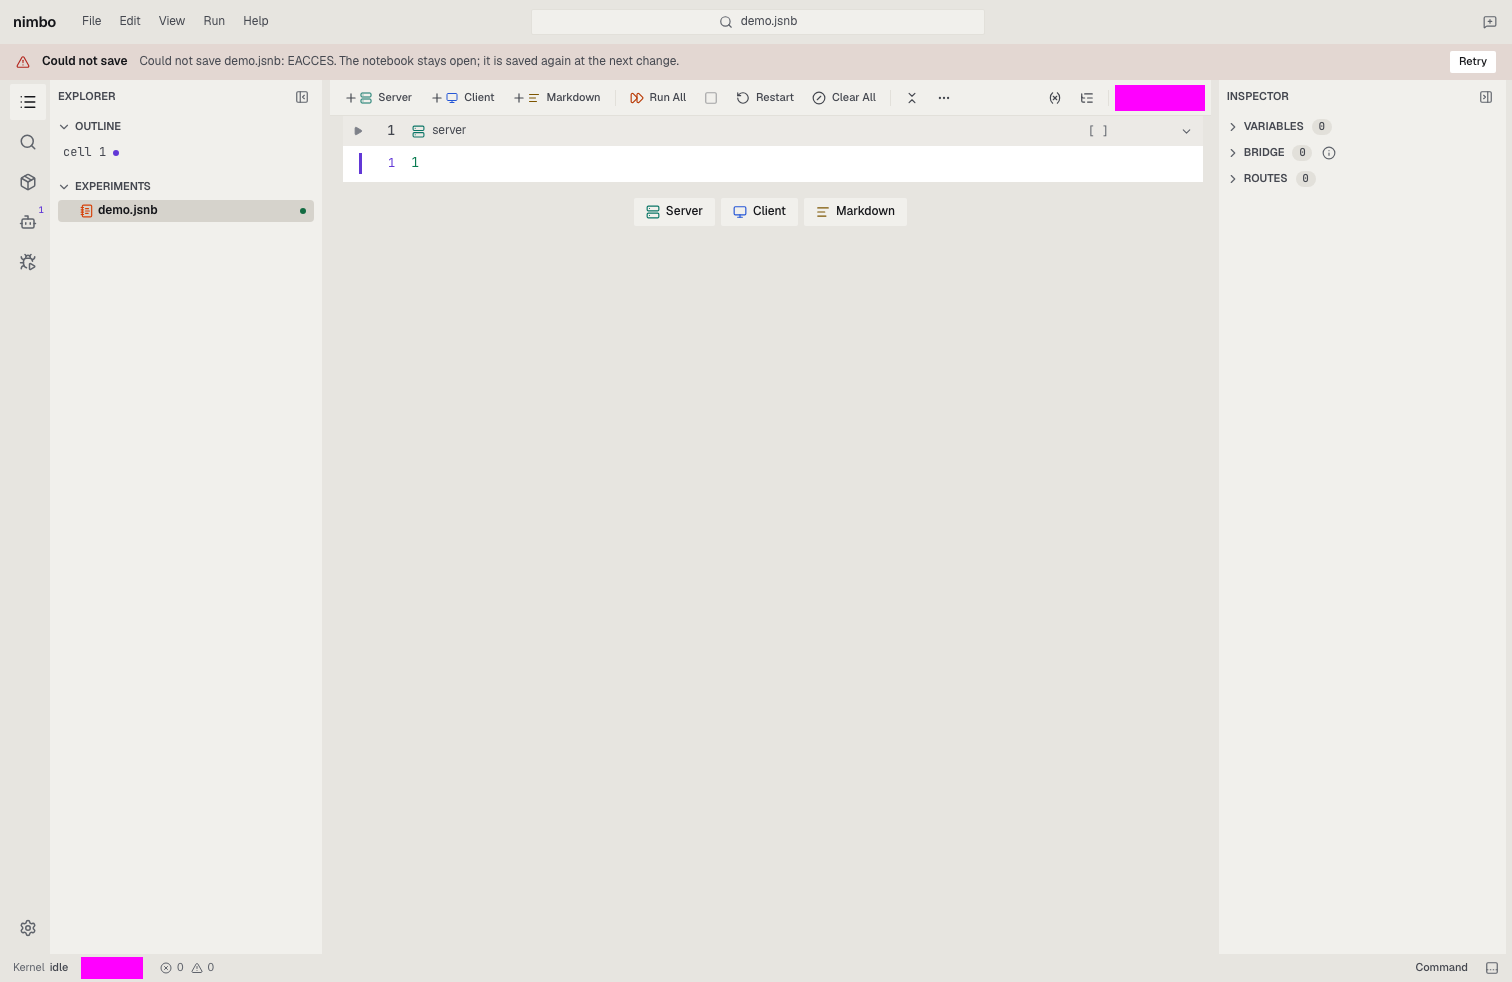 nimbo File Edit View Run Help demo.jsnb
Could not save Could not save demo.jsnb: EACCES. The notebook stays open; it is saved again at the next change. Retry
EXPLORER
OUTLINE
cell 1
EXPERIMENTS
demo.jsnb
1
Server Client Markdown Run All Restart Clear All
1 server [ ]
1 1
Server Client Markdown
INSPECTOR
VARIABLES 0
BRIDGE 0
ROUTES 0
Kernel idle 0 0 Command